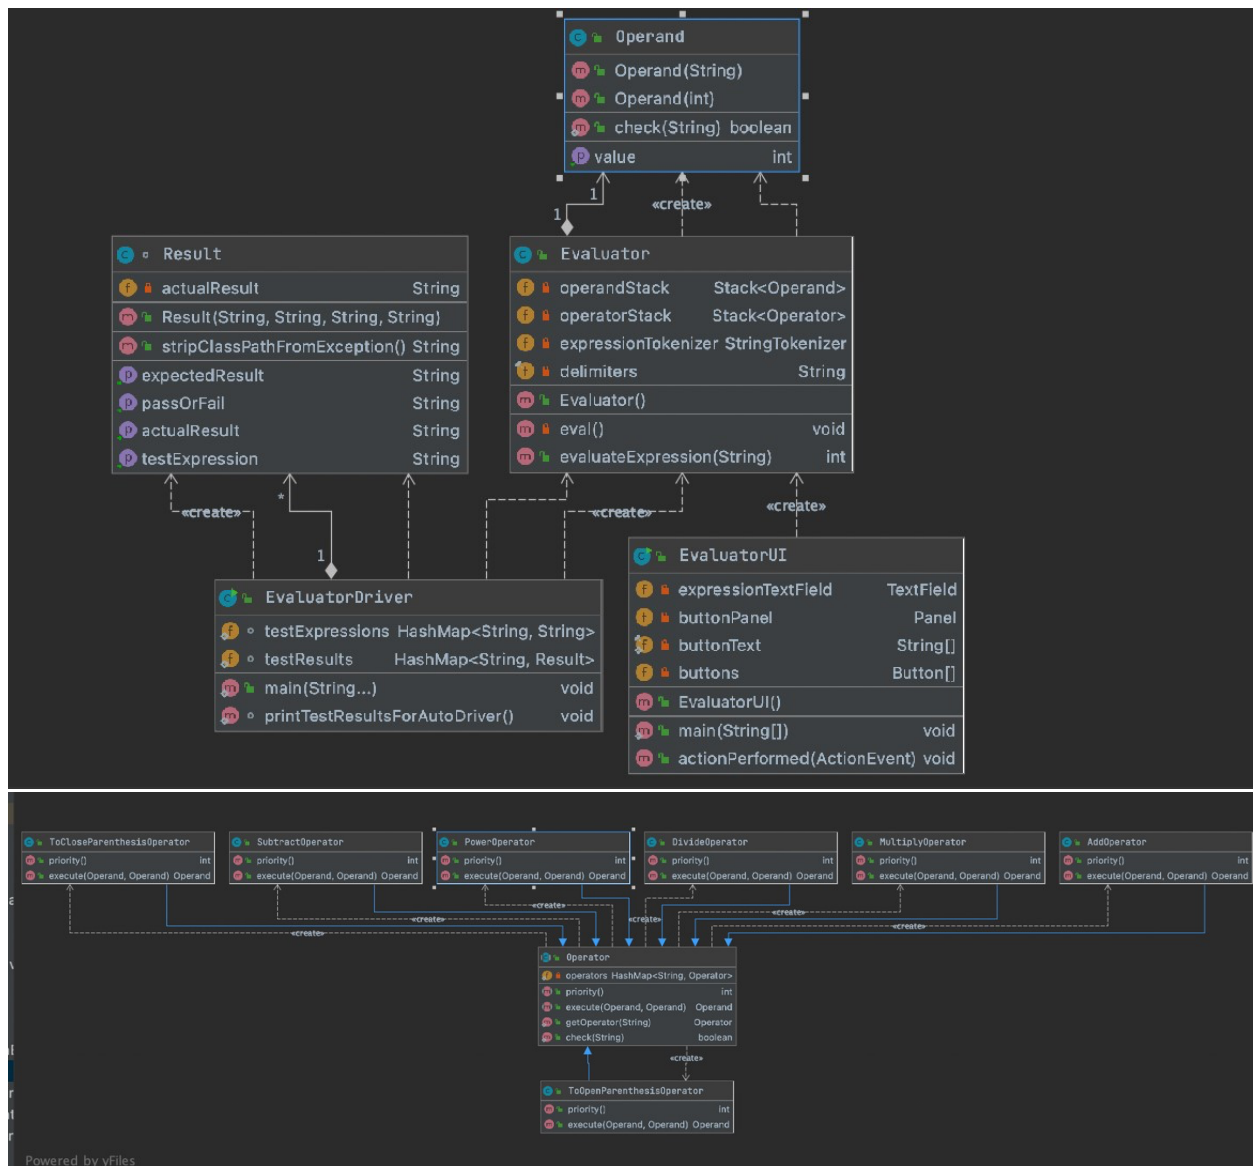 Operand
Operand(String)
Operand(int)
check(String) boolean
value int
1
1
«create»
Result
actualResult String
Result(String, String, String, String)
stripClassPathFromException() String
expectedResult String
passOrFail String
actualResult String
testExpression String
Evaluator
operandStack Stack<Operand>
operatorStack Stack<Operator>
expressionTokenizer StringTokenizer
delimiters String
Evaluator()
eval() void
evaluateExpression(String) int
«create»
*
1
«create»
«create»
EvaluatorDriver
testExpressions HashMap<String, String>
testResults HashMap<String, Result>
main(String...) void
printTestResultsForAutoDriver() void
EvaluatorUI
expressionTextField TextField
buttonPanel Panel
buttonText String[]
buttons Button[]
EvaluatorUI()
main(String[]) void
actionPerformed(ActionEvent) void
ToCloseParenthesisOperator
priority() int
execute(Operand, Operand) Operand
SubtractOperator
priority() int
execute(Operand, Operand) Operand
PowerOperator
priority() int
execute(Operand, Operand) Operand
DivideOperator
priority() int
execute(Operand, Operand) Operand
MultiplyOperator
priority() int
execute(Operand, Operand) Operand
AddOperator
priority() int
execute(Operand, Operand) Operand
«create»
«create»
«create»
«create»
«create»
«create»
Operator
operators HashMap<String, Operator>
priority() int
execute(Operand, Operand) Operand
getOperator(String) Operator
check(String) boolean
«create»
ToOpenParenthesisOperator
priority() int
execute(Operand, Operand) Operand
Powered by yFiles